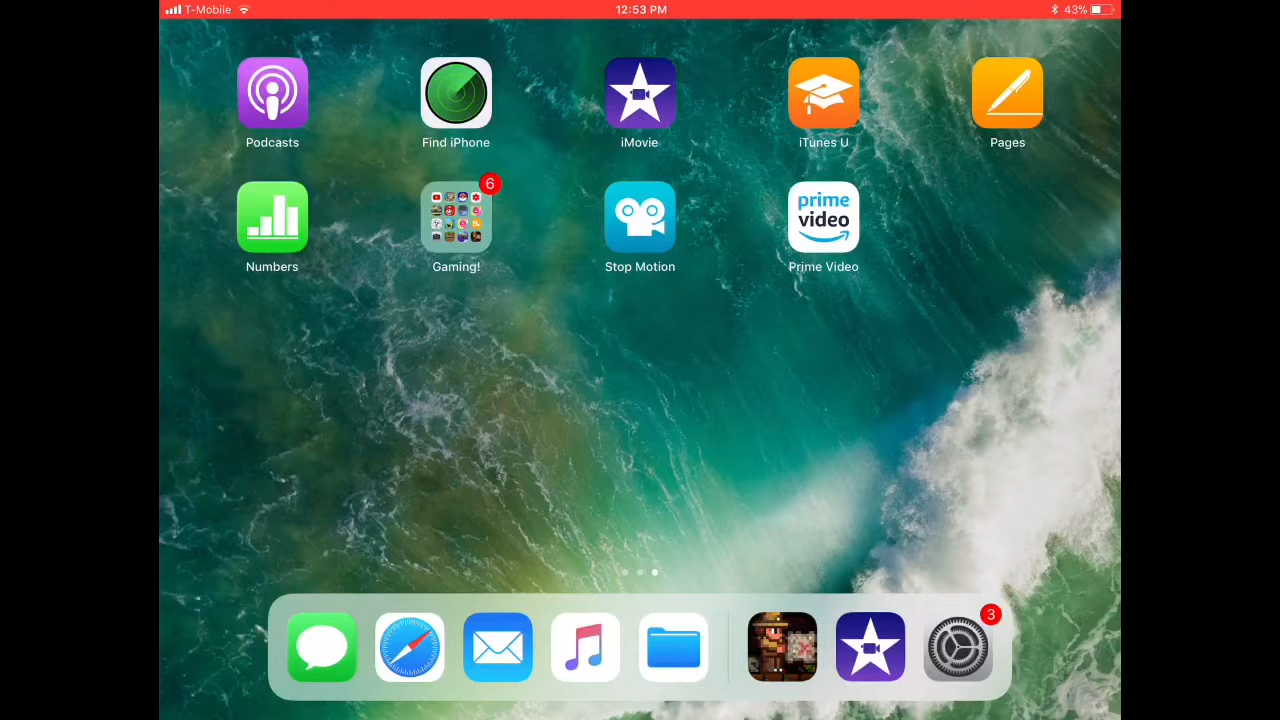 T-Mobile 12:53 PM 43%
Podcasts Find iPhone iMovie iTunes U Pages
6
prime
video
Numbers Gaming! Stop Motion Prime Video
3